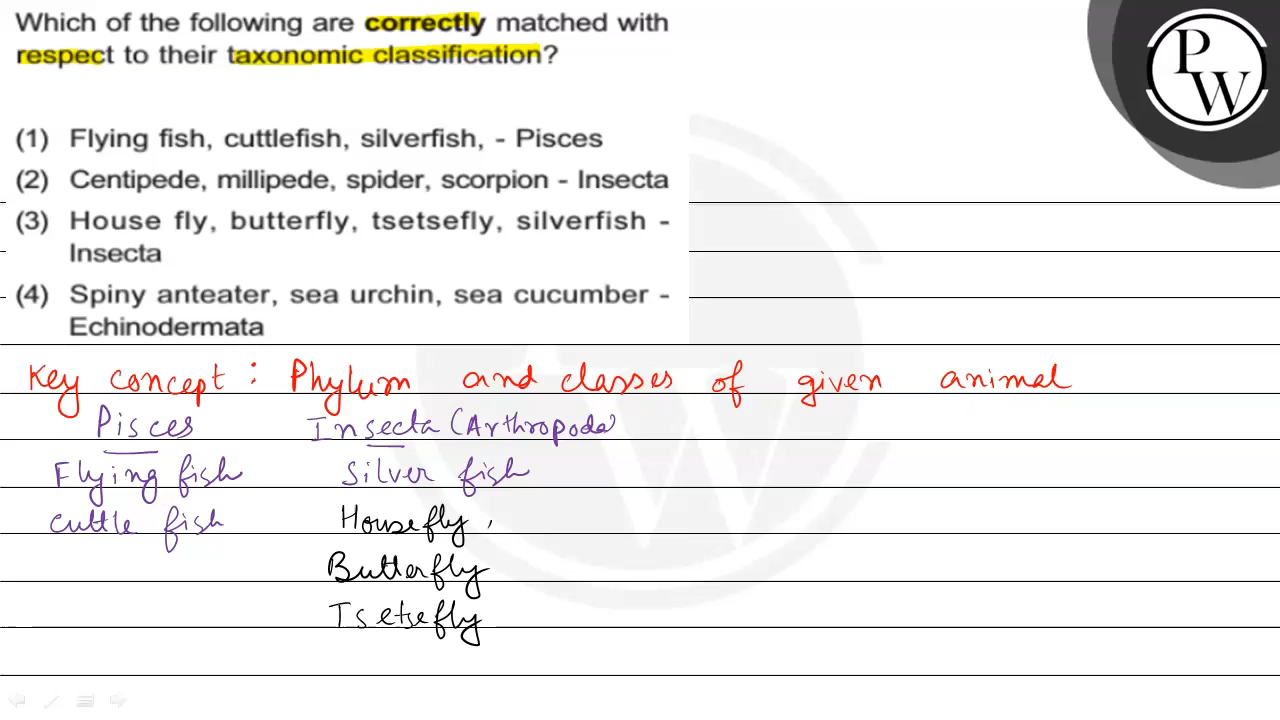 Which of the following are correctly matched with
respect to their taxonomic classification?
PW
(1) Flying fish, cuttlefish, silverfish, - Pisces
(2) Centipede, millipede, spider, scorpion - Insecta
(3) House fly, butterfly, tsetsefly, silverfish -
Insecta
(4) Spiny anteater, sea urchin, sea cucumber -
Echinodermata
Key concept : Phylum and classes of given animal
Pisces Insecta (Arthropoda)
Flying fish Silver fish
Cuttle fish Housefly ,
Butterfly
Tsetsefly